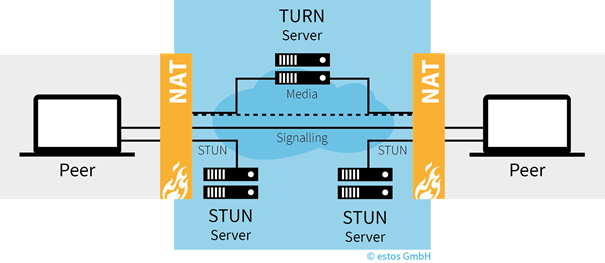 TURN
Server
NAT
NAT
Media
Signalling
STUN
STUN
Peer
Peer
STUN
Server
STUN
Server
© estos GmbH